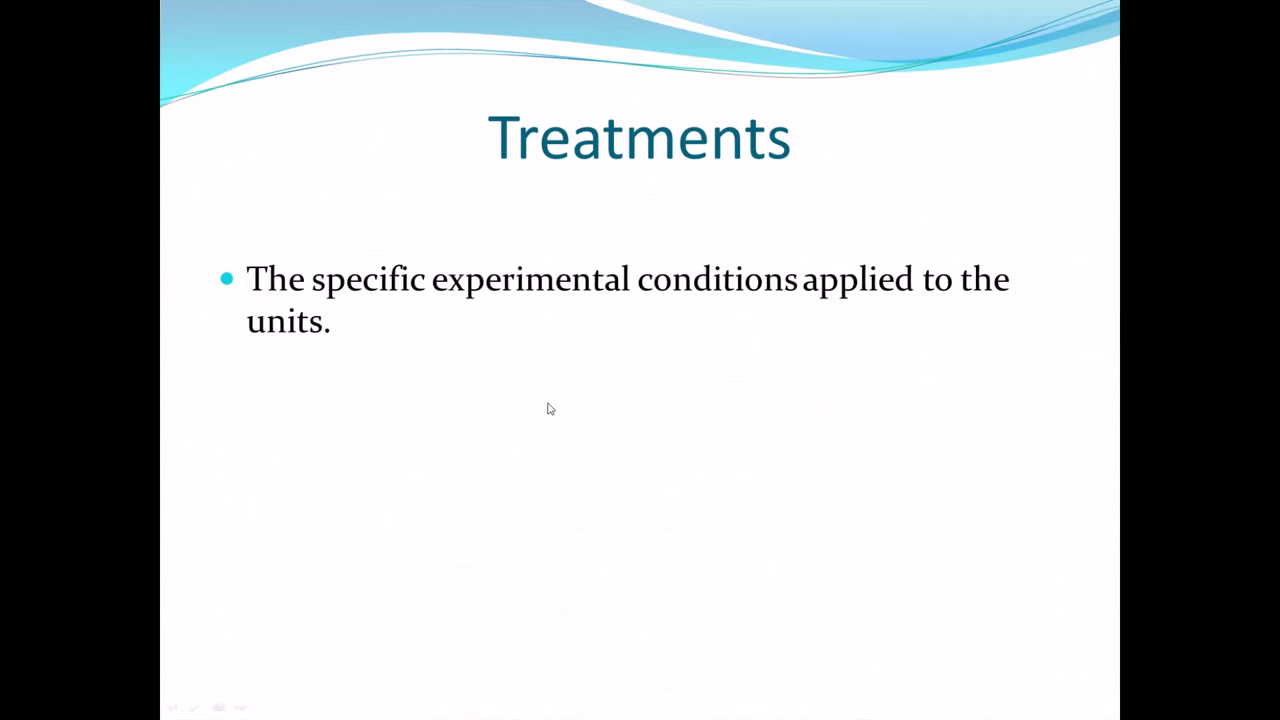 Treatments
• The specific experimental conditions applied to the
units.